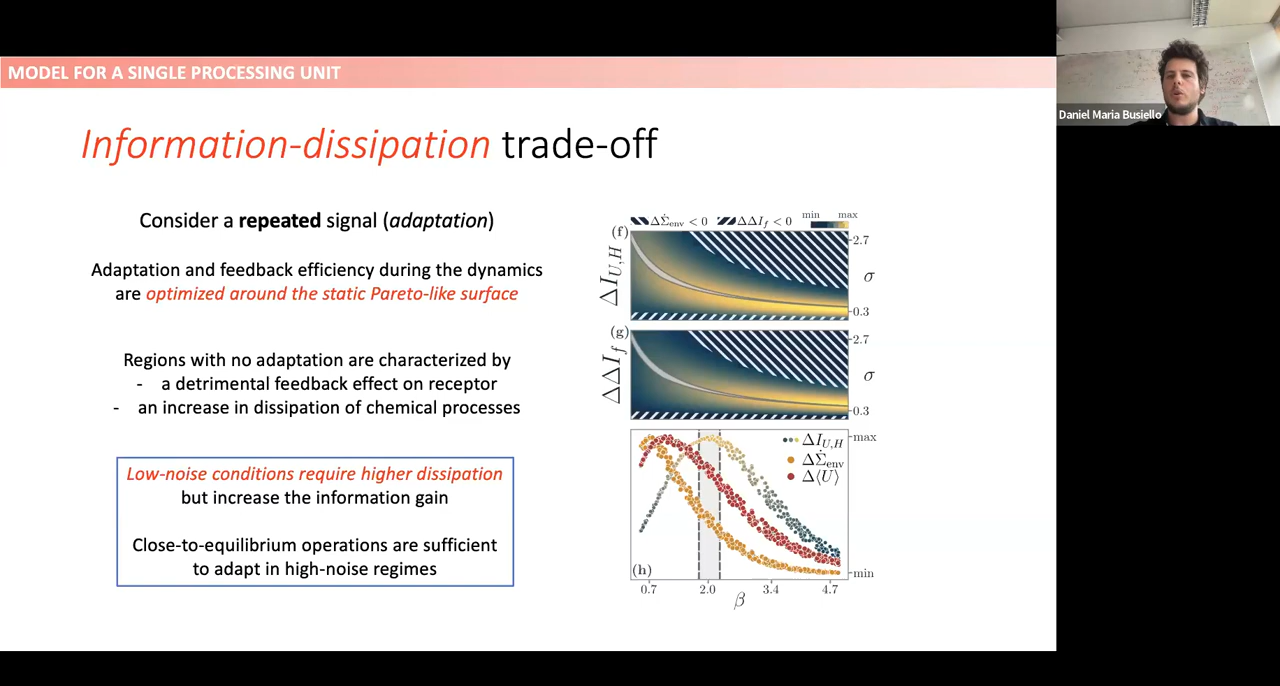 MODEL FOR A SINGLE PROCESSING UNIT
Daniel Maria Busiello
Information-dissipation trade-off
Consider a repeated signal (adaptation)
Adaptation and feedback efficiency during the dynamics
are optimized around the static Pareto-like surface
Regions with no adaptation are characterized by
- a detrimental feedback effect on receptor
- an increase in dissipation of chemical processes
Low-noise conditions require higher dissipation
but increase the information gain
Close-to-equilibrium operations are sufficient
to adapt in high-noise regimes
ΔΣ̇env < 0 ΔΔIf < 0 min max
(f)
ΔIU,H
2.7
σ
0.3
(g)
ΔΔIf
2.7
σ
0.3
ΔIU,H
ΔΣ̇env
Δ⟨U⟩
max
min
(h)
0.7 2.0 3.4 4.7
β